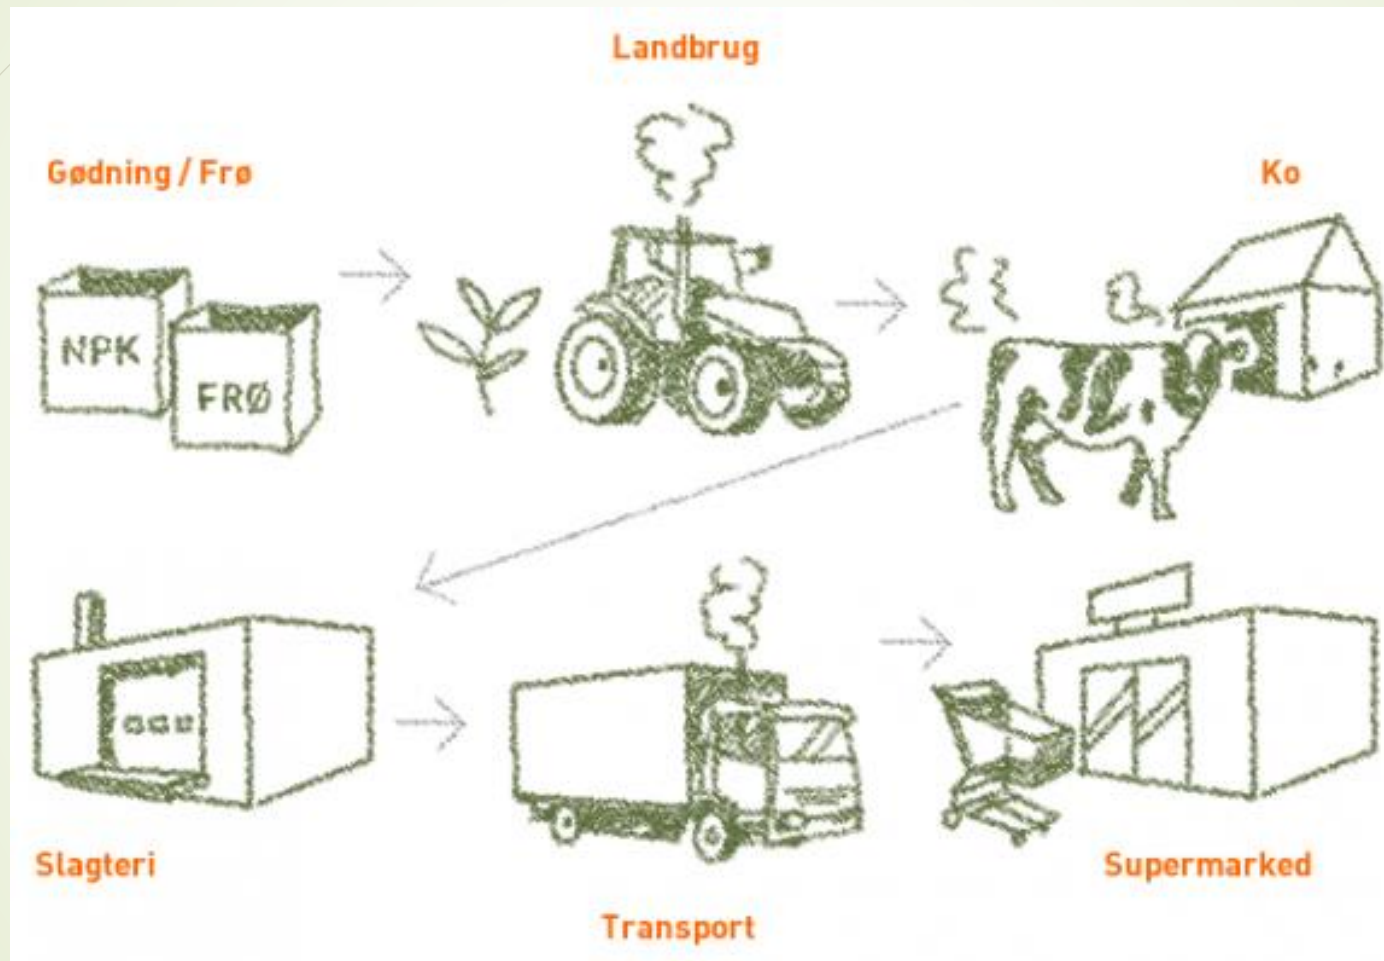 Landbrug
Gødning / Frø
Ko
NPK
FRØ
Slagteri
Supermarked
Transport